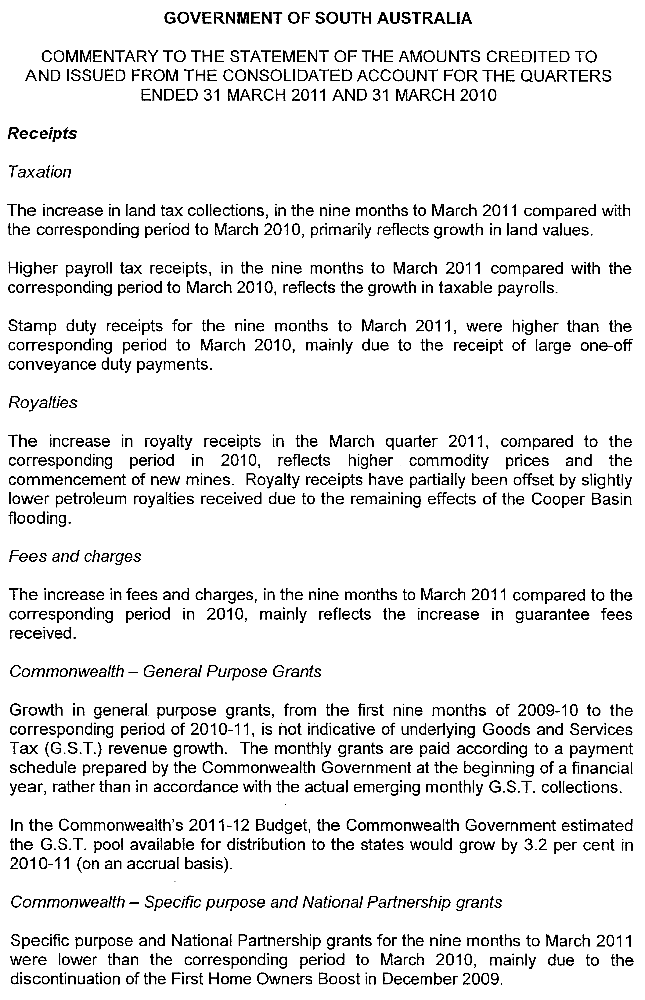 GOVERNMENT OF SOUTH AUSTRALIA
COMMENTARY TO THE STATEMENT OF THE AMOUNTS CREDITED TO
AND ISSUED FROM THE CONSOLIDATED ACCOUNT FOR THE QUARTERS
ENDED 31 MARCH 2011 AND 31 MARCH 2010
Receipts
Taxation
The increase in land tax collections, in the nine months to March 2011 compared with
the corresponding period to March 2010, primarily reflects growth in land values.
Higher payroll tax receipts, in the nine months to March 2011 compared with the
corresponding period to March 2010, reflects the growth in taxable payrolls.
Stamp duty receipts for the nine months to March 2011, were higher than the
corresponding period to March 2010, mainly due to the receipt of large one-off
conveyance duty payments.
Royalties
The increase in royalty receipts in the March quarter 2011, compared to the
corresponding period in 2010, reflects higher commodity prices and the
commencement of new mines. Royalty receipts have partially been offset by slightly
lower petroleum royalties received due to the remaining effects of the Cooper Basin
flooding.
Fees and charges
The increase in fees and charges, in the nine months to March 2011 compared to the
corresponding period in 2010, mainly reflects the increase in guarantee fees
received.
Commonwealth – General Purpose Grants
Growth in general purpose grants, from the first nine months of 2009-10 to the
corresponding period of 2010-11, is not indicative of underlying Goods and Services
Tax (G.S.T.) revenue growth. The monthly grants are paid according to a payment
schedule prepared by the Commonwealth Government at the beginning of a financial
year, rather than in accordance with the actual emerging monthly G.S.T. collections.
In the Commonwealth's 2011-12 Budget, the Commonwealth Government estimated
the G.S.T. pool available for distribution to the states would grow by 3.2 per cent in
2010-11 (on an accrual basis).
Commonwealth – Specific purpose and National Partnership grants
Specific purpose and National Partnership grants for the nine months to March 2011
were lower than the corresponding period to March 2010, mainly due to the
discontinuation of the First Home Owners Boost in December 2009.